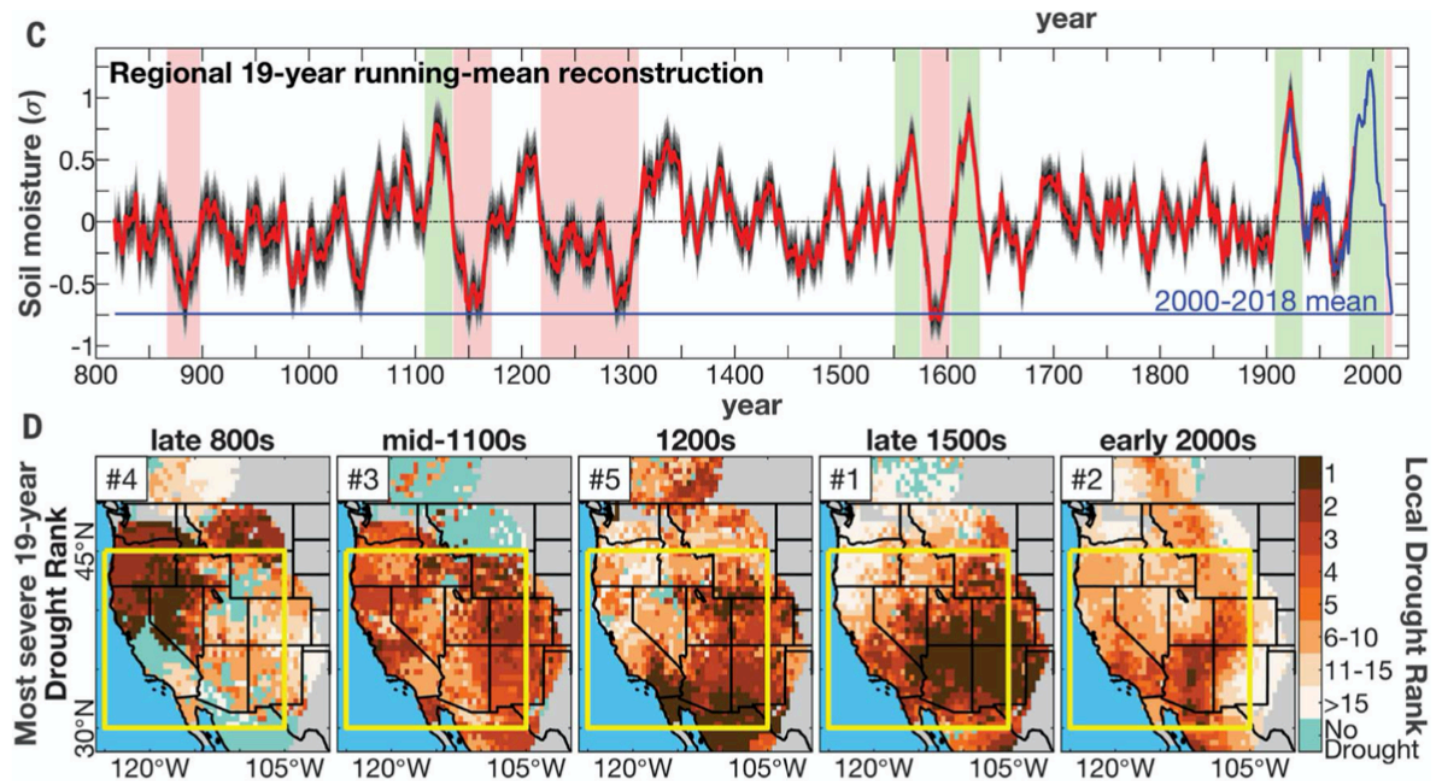 year
C
Regional 19-year running-mean reconstruction
Soil moisture (σ)
1
0.5
0
-0.5
-1
2000-2018 mean
800 900 1000 1100 1200 1300 1400 1500 1600 1700 1800 1900 2000
year
D
Most severe 19-year
Drought Rank
late 800s mid-1100s 1200s late 1500s early 2000s
#4 #3 #5 #1 #2
45°N
30°N
120°W 105°W 120°W 105°W 120°W 105°W 120°W 105°W 120°W 105°W
1
2
3
4
5
6-10
11-15
>15
No
Drought
Local Drought Rank